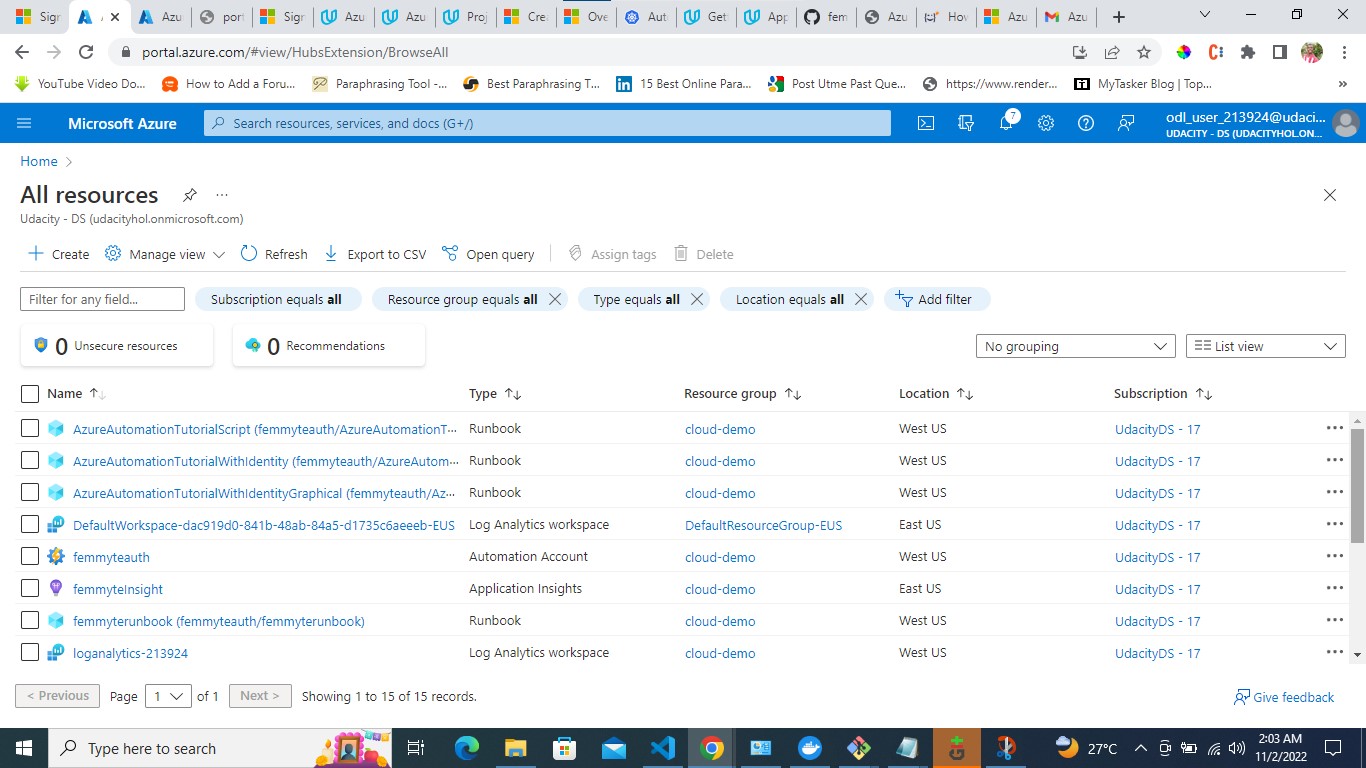 Sigr
A
Azu
port
Sigr
Azu
Azu
Proj
Crea
Ove
Auto
Get
App
fem
Azu
How
Azu
Azu
portal.azure.com/#view/HubsExtension/BrowseAll
YouTube Video Do...
How to Add a Foru...
Paraphrasing Tool -...
Best Paraphrasing T...
15 Best Online Para...
Post Utme Past Que...
https://www.render...
MyTasker Blog | Top...
»
Microsoft Azure
Search resources, services, and docs (G+/)
7
odl_user_213924@udaci...
UDACITY - DS (UDACITYHOL.ON...
Home
All resources
Udacity - DS (udacityhol.onmicrosoft.com)
Create
Manage view
Refresh
Export to CSV
Open query
Assign tags
Delete
Filter for any field...
Subscription equals all
Resource group equals all
Type equals all
Location equals all
Add filter
0 Unsecure resources
0 Recommendations
No grouping
List view
Name Type Resource group Location Subscription
AzureAutomationTutorialScript (femmyteauth/AzureAutomationT... Runbook cloud-demo West US UdacityDS - 17
AzureAutomationTutorialWithIdentity (femmyteauth/AzureAutom... Runbook cloud-demo West US UdacityDS - 17
AzureAutomationTutorialWithIdentityGraphical (femmyteauth/Az... Runbook cloud-demo West US UdacityDS - 17
DefaultWorkspace-dac919d0-841b-48ab-84a5-d1735c6aeeeb-EUS Log Analytics workspace DefaultResourceGroup-EUS East US UdacityDS - 17
femmyteauth Automation Account cloud-demo West US UdacityDS - 17
femmyteInsight Application Insights cloud-demo East US UdacityDS - 17
femmyterunbook (femmyteauth/femmyterunbook) Runbook cloud-demo West US UdacityDS - 17
loganalytics-213924 Log Analytics workspace cloud-demo West US UdacityDS - 17
< Previous Page 1 of 1 Next > Showing 1 to 15 of 15 records.
Give feedback
Type here to search
27°C
2:03 AM
11/2/2022